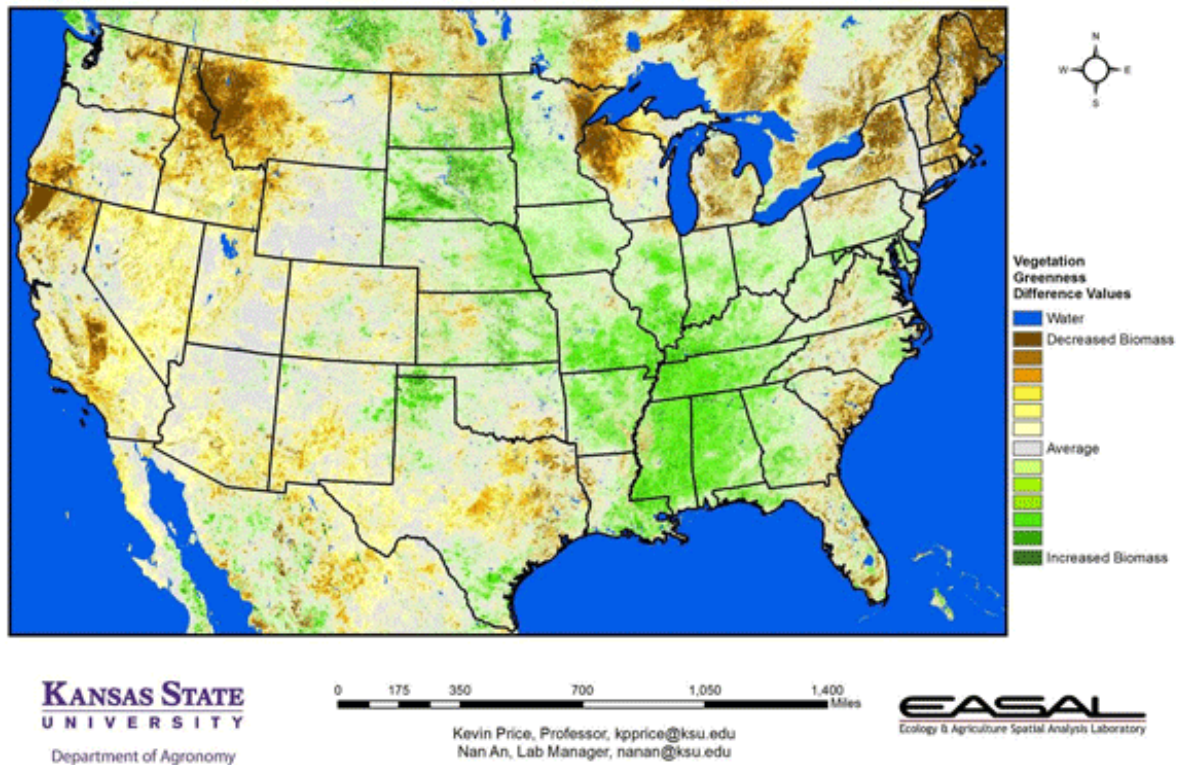 N
W E
S
Vegetation
Greenness
Difference Values
Water
Decreased Biomass
Average
Increased Biomass
KANSAS STATE
UNIVERSITY
Department of Agronomy
0 175 350 700 1,050 1,400
Miles
Kevin Price, Professor, kpprice@ksu.edu
Nan An, Lab Manager, nanan@ksu.edu
EASAL
Ecology & Agriculture Spatial Analysis Laboratory